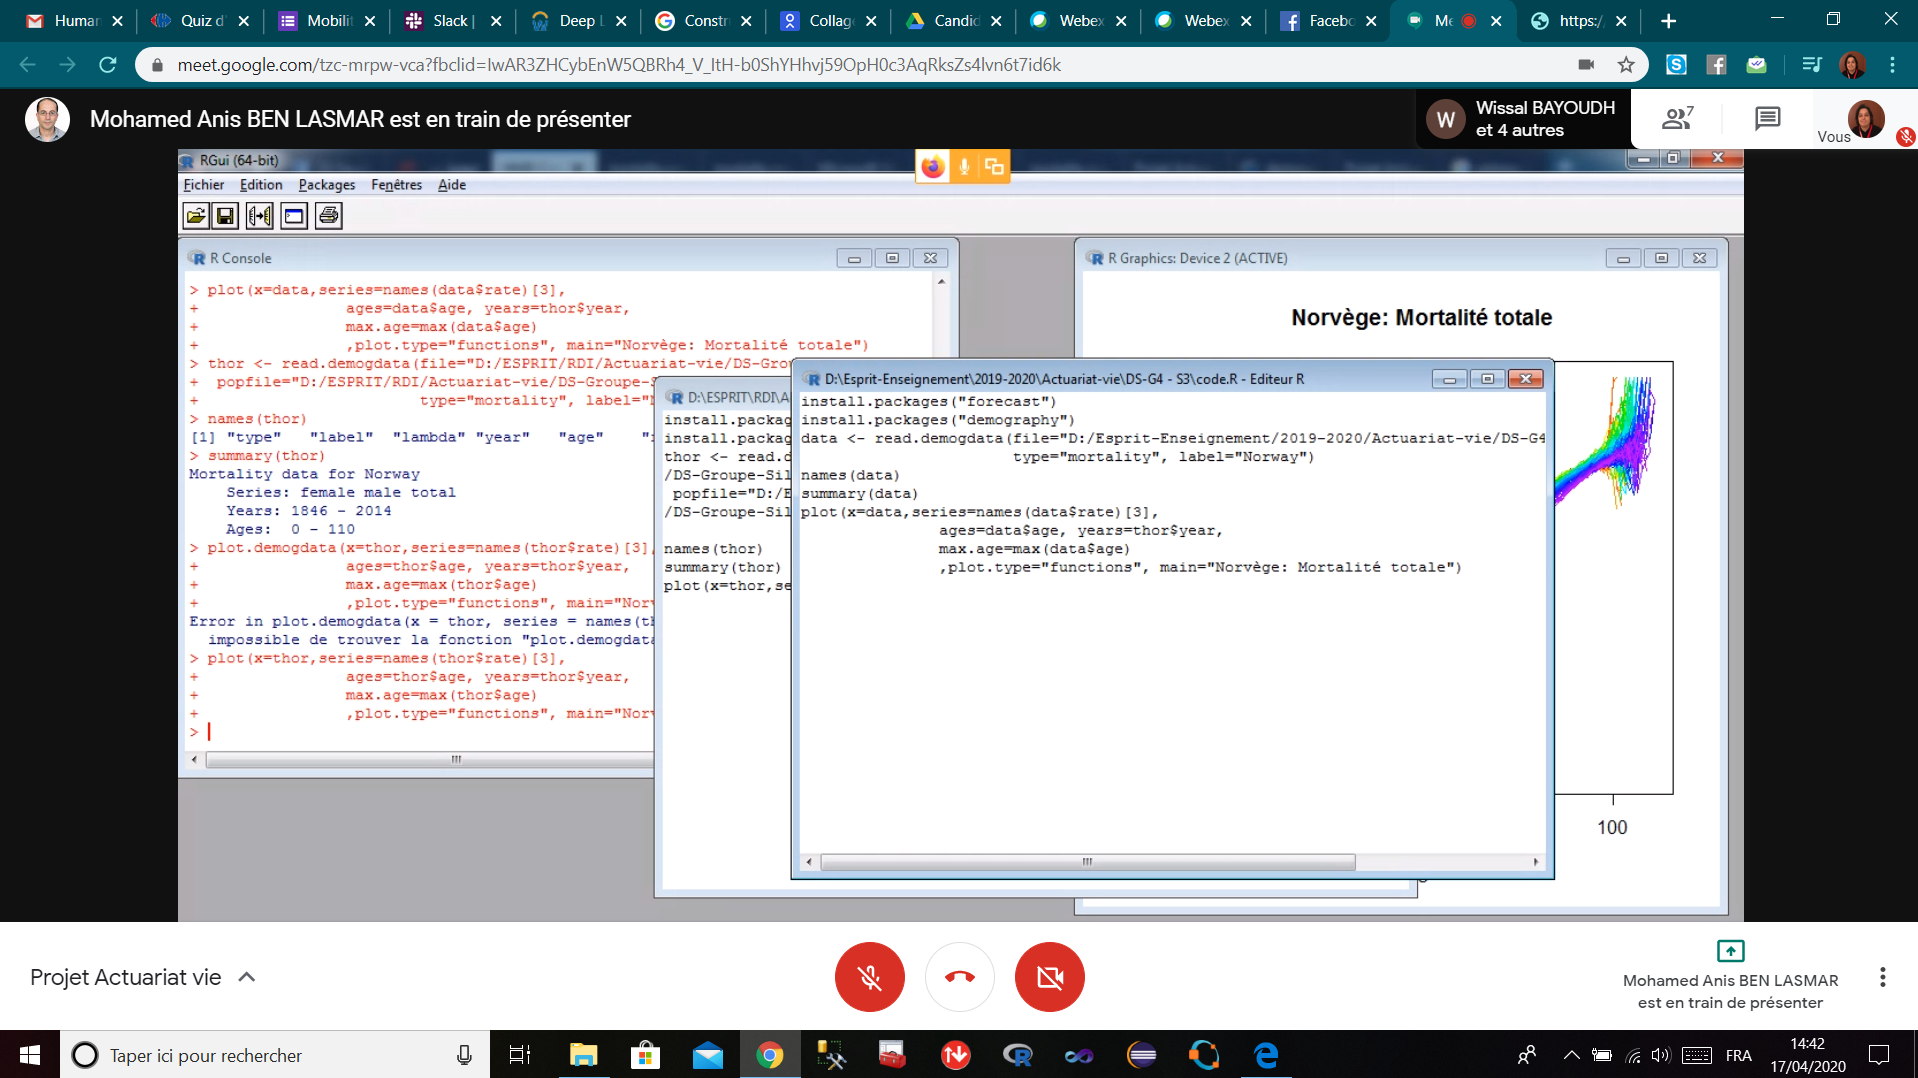 Human
Quiz d'
Mobilit
Slack |
Deep L
Constr
Collage
Candid
Webex
Webex
Facebo
Me
https:/
meet.google.com/tzc-mrpw-vca?fbclid=IwAR3ZHCybEnW5QBRh4_V_ItH-b0ShYHhvj59OpH0c3AqRksZs4lvn6t7id6k
Mohamed Anis BEN LASMAR est en train de présenter
W
Wissal BAYOUDH
et 4 autres
7
Vous
RGui (64-bit)
Fichier Edition Packages Fenêtres Aide
R Console
> plot(x=data,series=names(data$rate)[3],
+ ages=data$age, years=thor$year,
+ max.age=max(data$age)
+ ,plot.type="functions", main="Norvège: Mortalité totale")
> thor <- read.demogdata(file="D:/ESPRIT/RDI/Actuariat-vie/DS-Grou
+ popfile="D:/ESPRIT/RDI/Actuariat-vie/DS-Groupe-S
+ type="mortality", label="N
> names(thor)
[1] "type" "label" "lambda" "year" "age"
> summary(thor)
Mortality data for Norway
Series: female male total
Years: 1846 - 2014
Ages: 0 - 110
> plot.demogdata(x=thor,series=names(thor$rate)[3],
+ ages=thor$age, years=thor$year,
+ max.age=max(thor$age)
+ ,plot.type="functions", main="Norv
Error in plot.demogdata(x = thor, series = names(th
impossible de trouver la fonction "plot.demogdata
> plot(x=thor,series=names(thor$rate)[3],
+ ages=thor$age, years=thor$year,
+ max.age=max(thor$age)
+ ,plot.type="functions", main="Norv
>
D:\ESPRIT\RDI\A
install.packag
install.packag
thor <- read.d
/DS-Groupe-Sil
popfile="D:/E
/DS-Groupe-Sil
names(thor)
summary(thor)
plot(x=thor,se
D:\Esprit-Enseignement\2019-2020\Actuariat-vie\DS-G4 - S3\code.R - Editeur R
install.packages("forecast")
install.packages("demography")
data <- read.demogdata(file="D:/Esprit-Enseignement/2019-2020/Actuariat-vie/DS-G4
type="mortality", label="Norway")
names(data)
summary(data)
plot(x=data,series=names(data$rate)[3],
ages=data$age, years=thor$year,
max.age=max(data$age)
,plot.type="functions", main="Norvège: Mortalité totale")
R Graphics: Device 2 (ACTIVE)
Norvège: Mortalité totale
100
Projet Actuariat vie
Mohamed Anis BEN LASMAR
est en train de présenter
Taper ici pour rechercher
FRA
14:42
17/04/2020